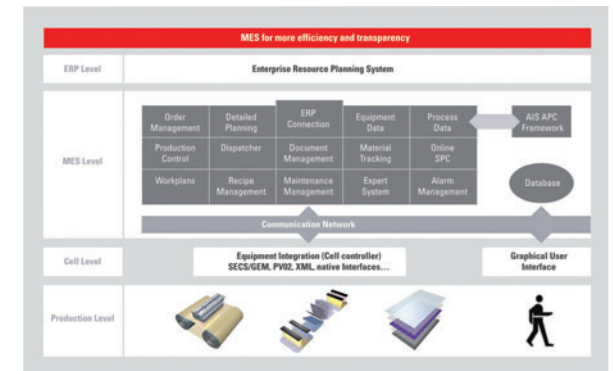 MES for more efficiency and transparency
ERP Level
Enterprise Resource Planning System
MES Level
Order
Management
Detailed
Planning
ERP
Connection
Equipment
Data
Process
Data
AIS APC
Framework
Production
Control
Dispatcher
Document
Management
Material
Tracking
Online
SPC
Workplans
Recipe
Management
Maintenance
Management
Expert
System
Alarm
Management
Database
Communication Network
Cell Level
Equipment Integration (Cell controller)
SECS/GEM, PV02, XML, native Interfaces…
Graphical User
Interface
Production Level